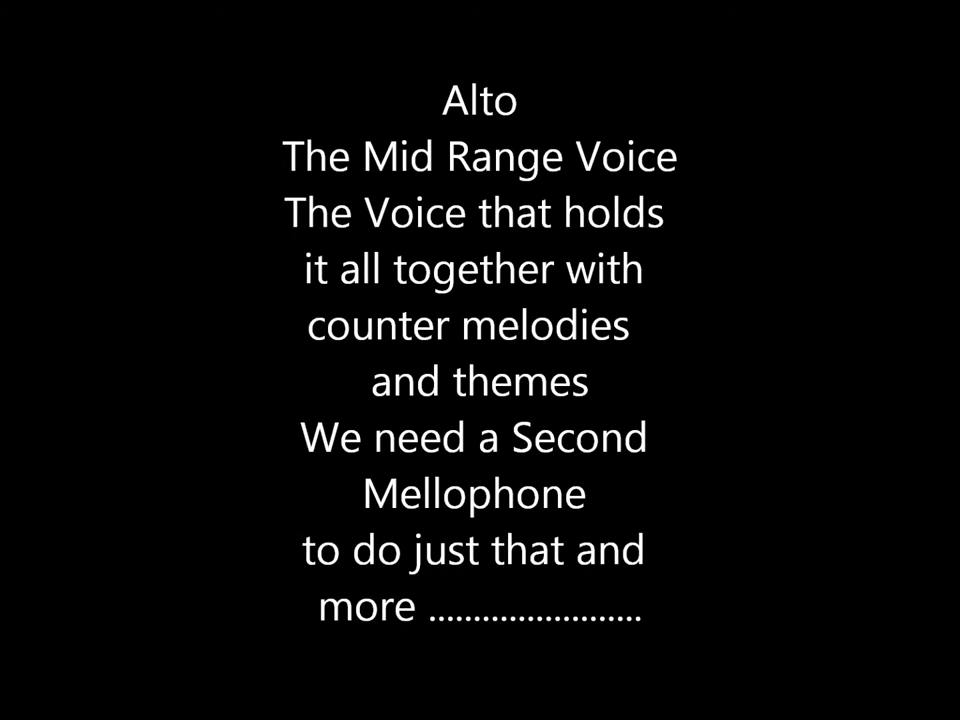 Alto
The Mid Range Voice
The Voice that holds
it all together with
counter melodies
and themes
We need a Second
Mellophone
to do just that and
more ........................